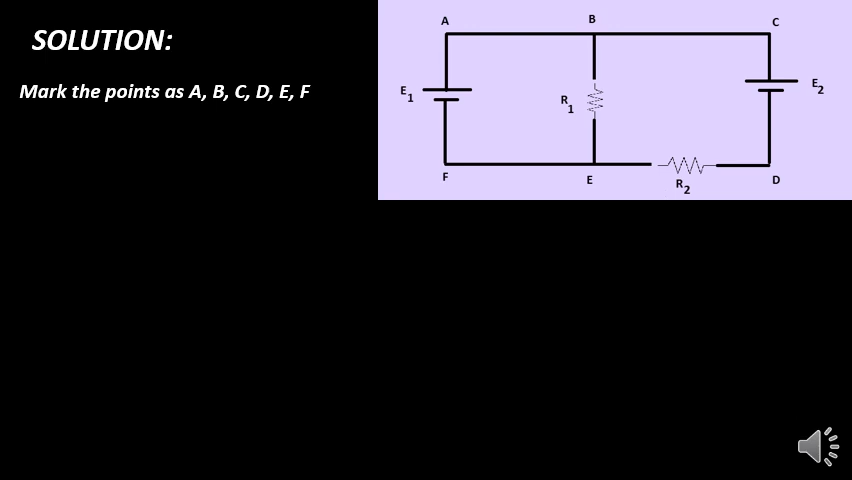 SOLUTION:
Mark the points as A, B, C, D, E, F
A B C
E1 R1 E2
F E R2 D